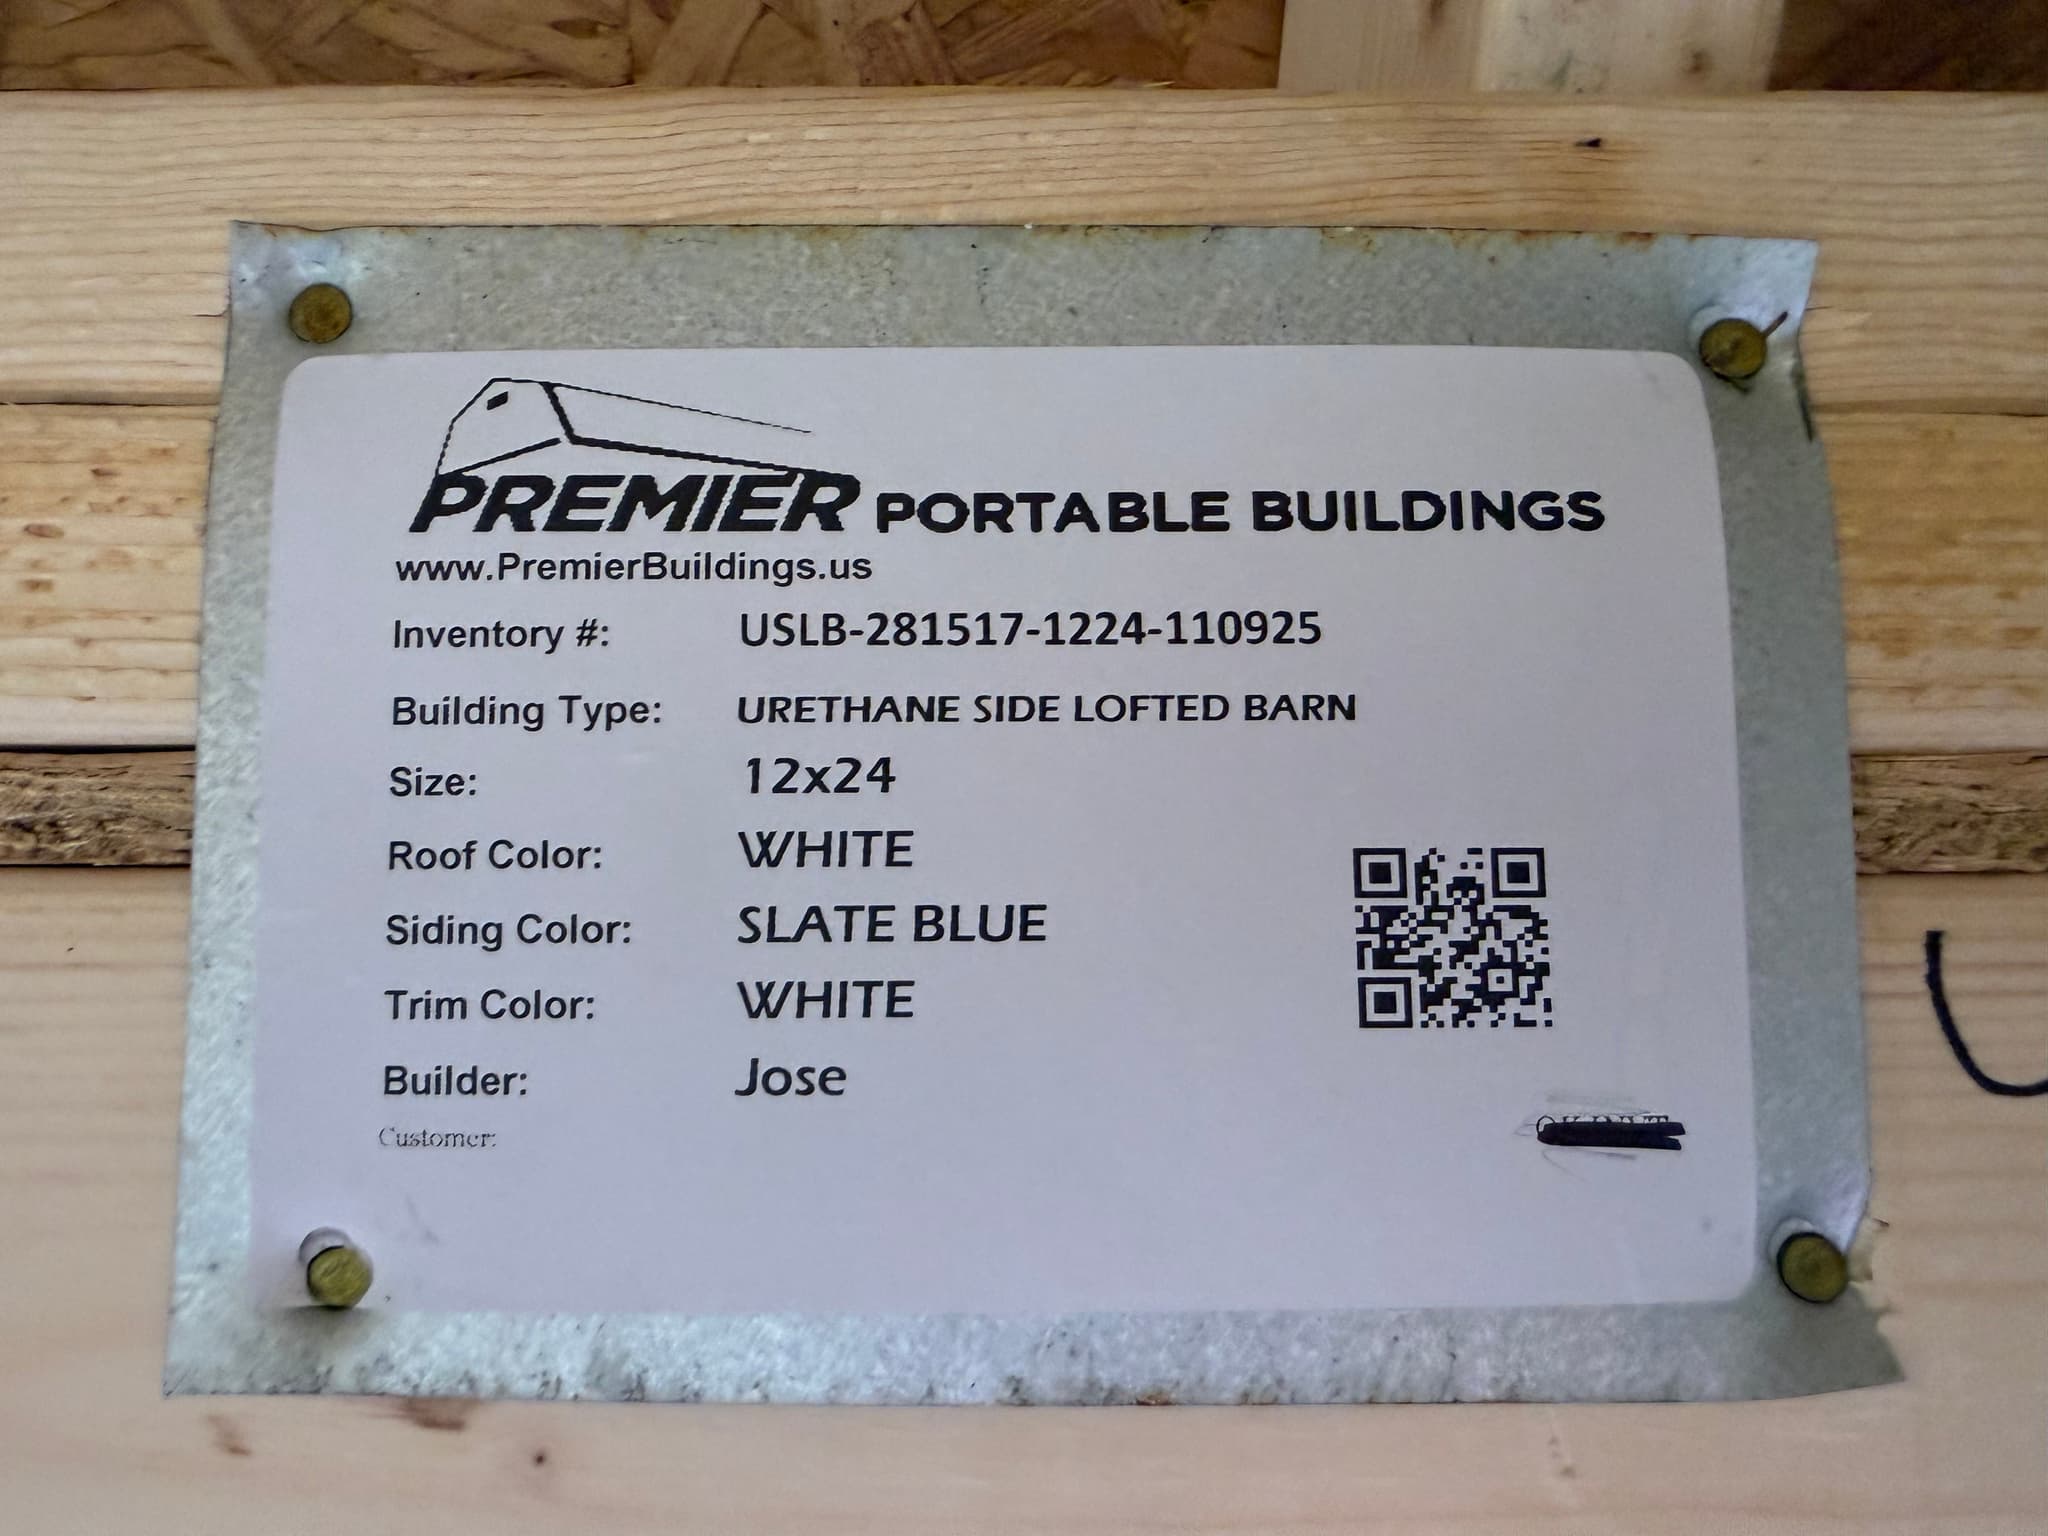 PREMIER PORTABLE BUILDINGS
www.PremierBuildings.us
Inventory #: USLB-281517-1224-110925
Building Type: URETHANE SIDE LOFTED BARN
Size: 12x24
Roof Color: WHITE
Siding Color: SLATE BLUE
Trim Color: WHITE
Builder: Jose
Customer: